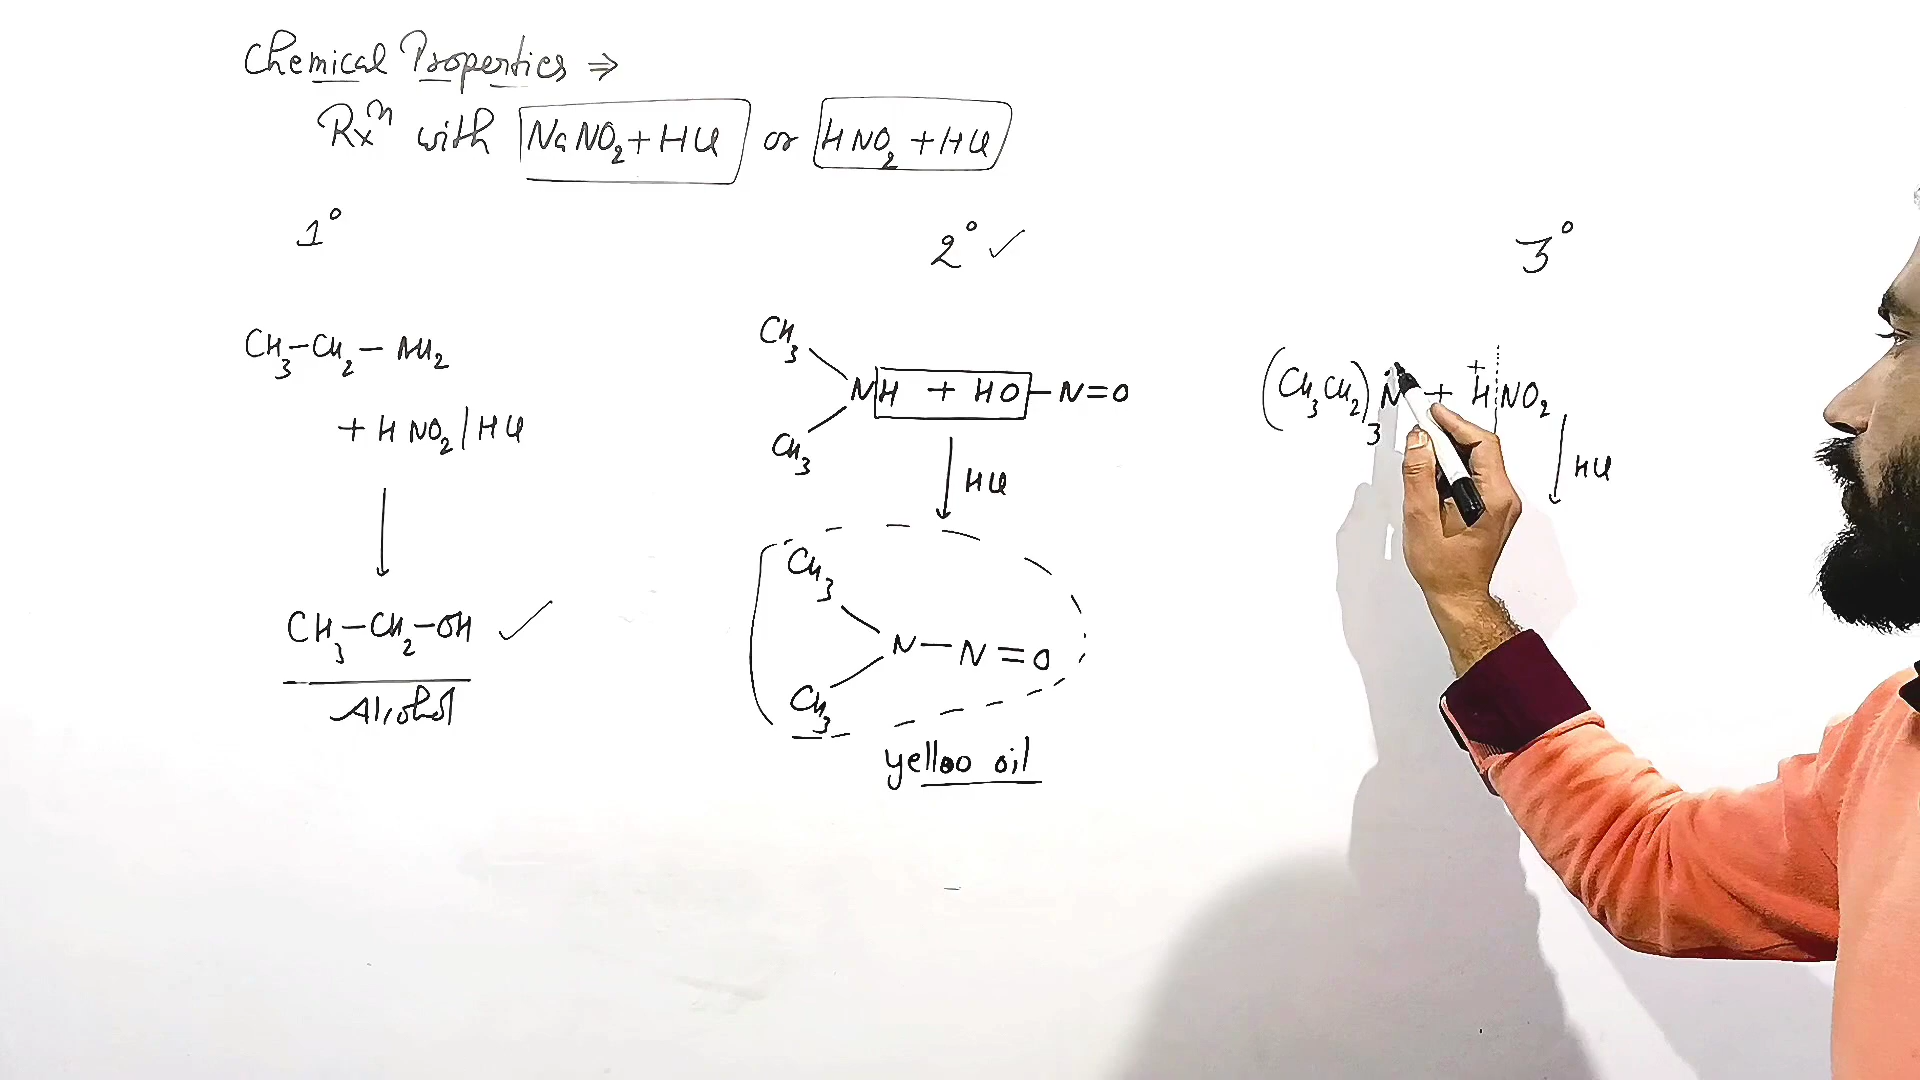 Chemical Properties ⇒
Rxⁿ with NaNO₂ + HCl or HNO₂ + HCl
1° 2° ✓ 3°
CH₃-CH₂-NH₂
+ HNO₂/HCl
CH₃-CH₂-OH ✓
Alcohol
CH₃
NH + HO-N=O
CH₃
HCl
CH₃
N-N=O
CH₃
yelloo oil
(CH₃CH₂)₃N + H⁺NO₂
HCl